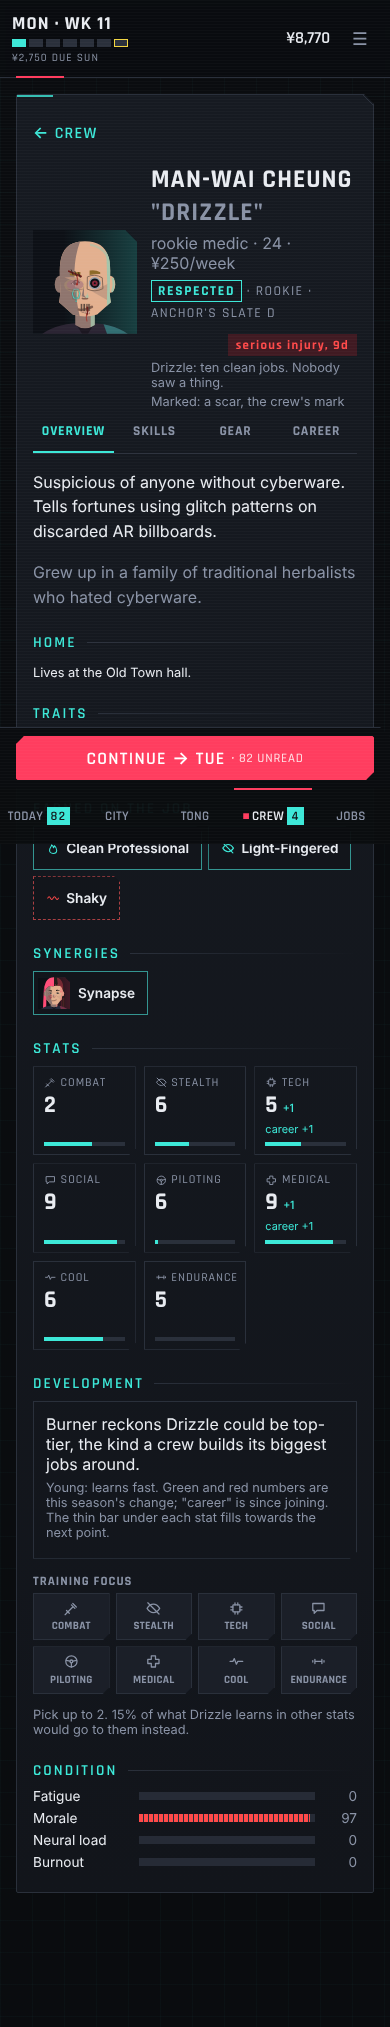 MON · WK 11
¥2,750 DUE SUN
¥8,770
← CREW
MAN-WAI CHEUNG
"DRIZZLE"
rookie medic · 24 ·
¥250/week
RESPECTED · ROOKIE ·
ANCHOR'S SLATE D
serious injury, 9d
Drizzle: ten clean jobs. Nobody
saw a thing.
Marked: a scar, the crew's mark
OVERVIEW SKILLS GEAR CAREER
Suspicious of anyone without cyberware.
Tells fortunes using glitch patterns on
discarded AR billboards.
Grew up in a family of traditional herbalists
who hated cyberware.
HOME
Lives at the Old Town hall.
TRAITS
CONTINUE → TUE · 82 UNREAD
TODAY 82 CITY TONG CREW 4 JOBS
Clean Professional Light-Fingered
Shaky
SYNERGIES
Synapse
STATS
COMBAT STEALTH TECH
2 6 5 +1
career +1
SOCIAL PILOTING MEDICAL
9 6 9 +1
career +1
COOL ENDURANCE
6 5
DEVELOPMENT
Burner reckons Drizzle could be top-
tier, the kind a crew builds its biggest
jobs around.
Young: learns fast. Green and red numbers are
this season's change; "career" is since joining.
The thin bar under each stat fills towards the
next point.
TRAINING FOCUS
COMBAT STEALTH TECH SOCIAL
PILOTING MEDICAL COOL ENDURANCE
Pick up to 2. 15% of what Drizzle learns in other stats
would go to them instead.
CONDITION
Fatigue 0
Morale 97
Neural load 0
Burnout 0